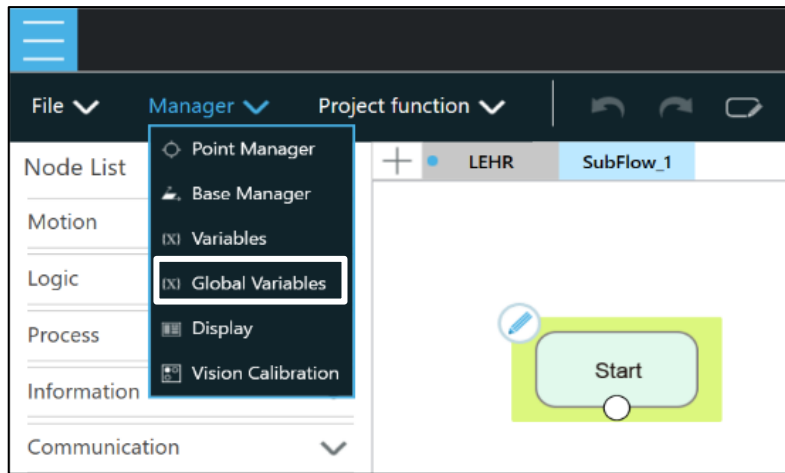 File Manager Project function
Node List
Motion
Logic
Process
Information
Communication
Point Manager
Base Manager
(X) Variables
(X) Global Variables
Display
Vision Calibration
LEHR SubFlow_1
Start